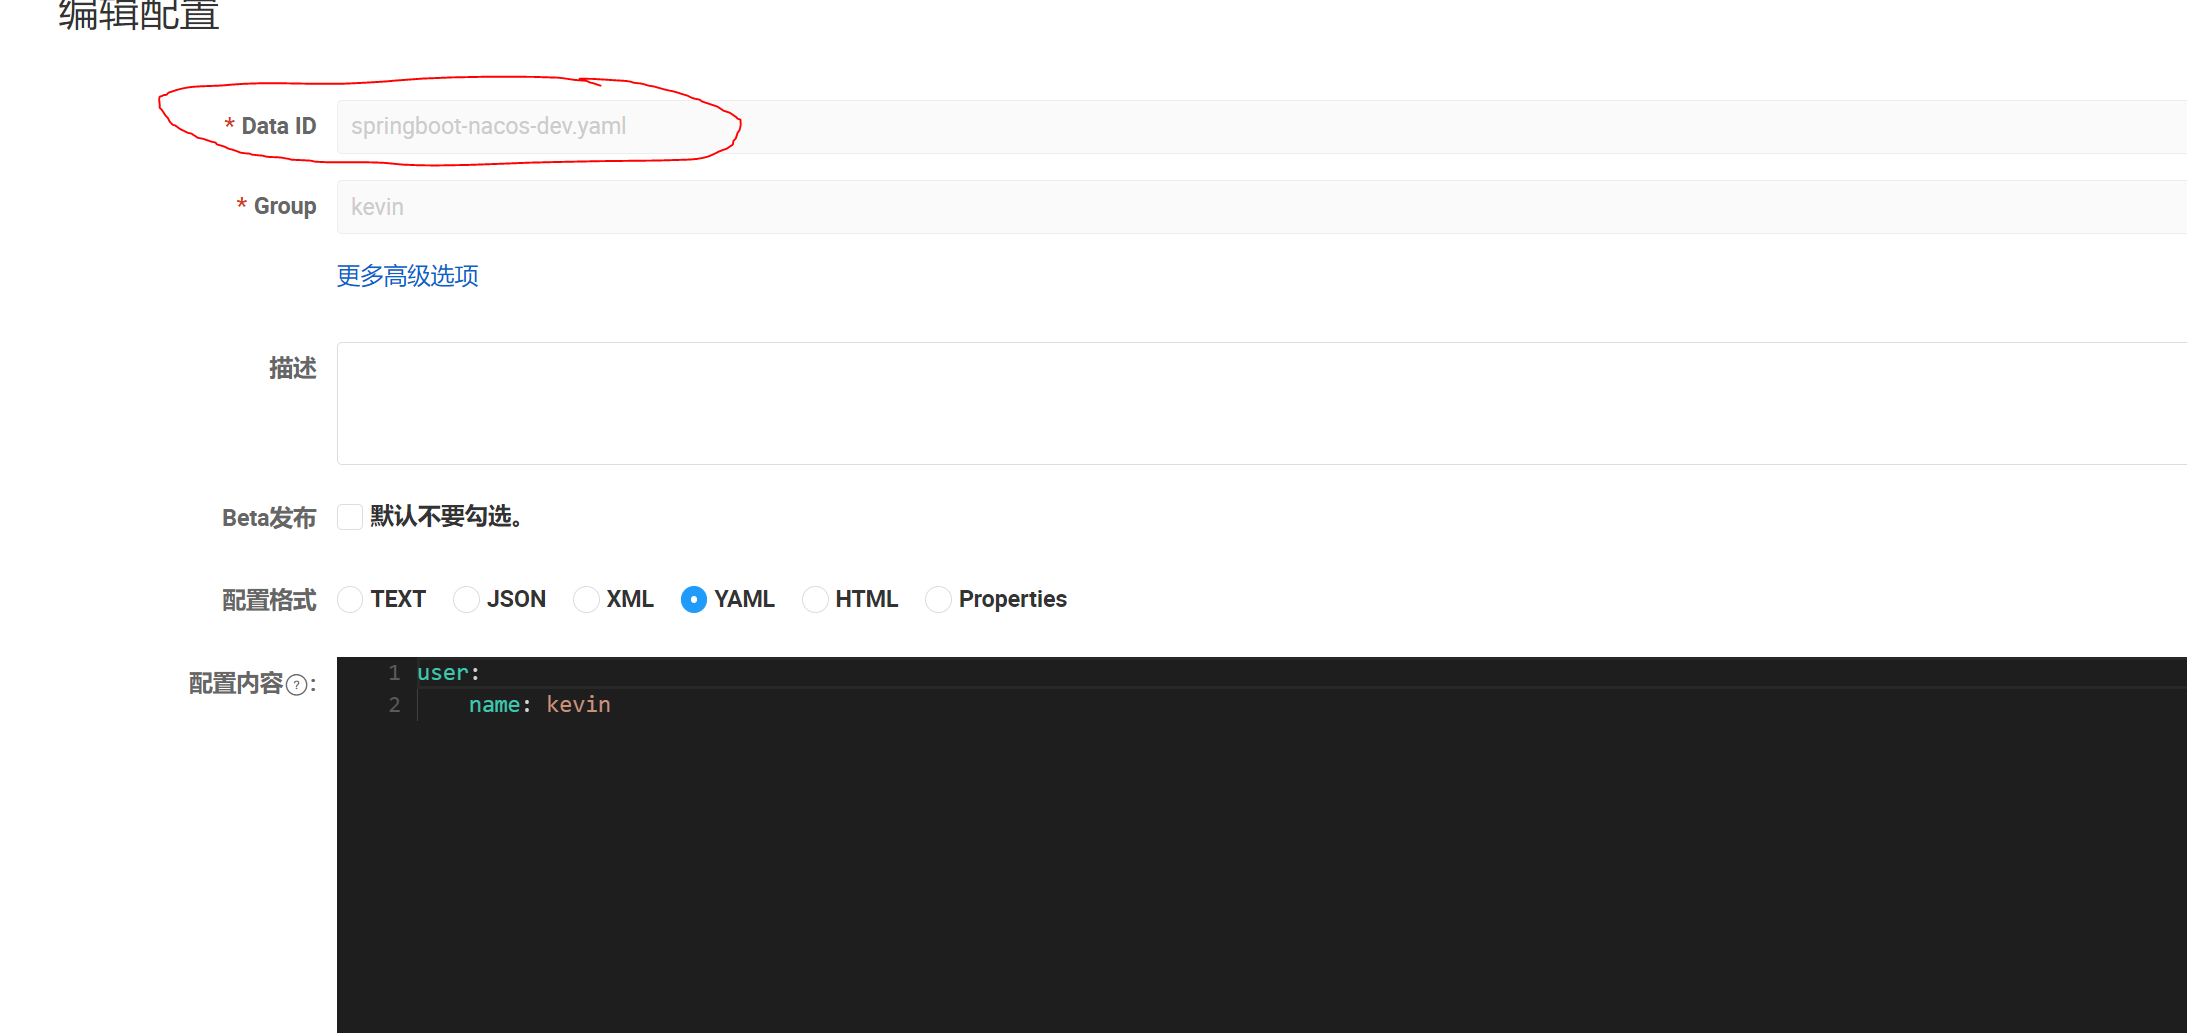 编辑配置
* Data ID springboot-nacos-dev.yaml
* Group kevin
更多高级选项
描述
Beta发布 默认不要勾选。
配置格式 TEXT JSON XML YAML HTML Properties
配置内容?: 1 user:
2 name: kevin